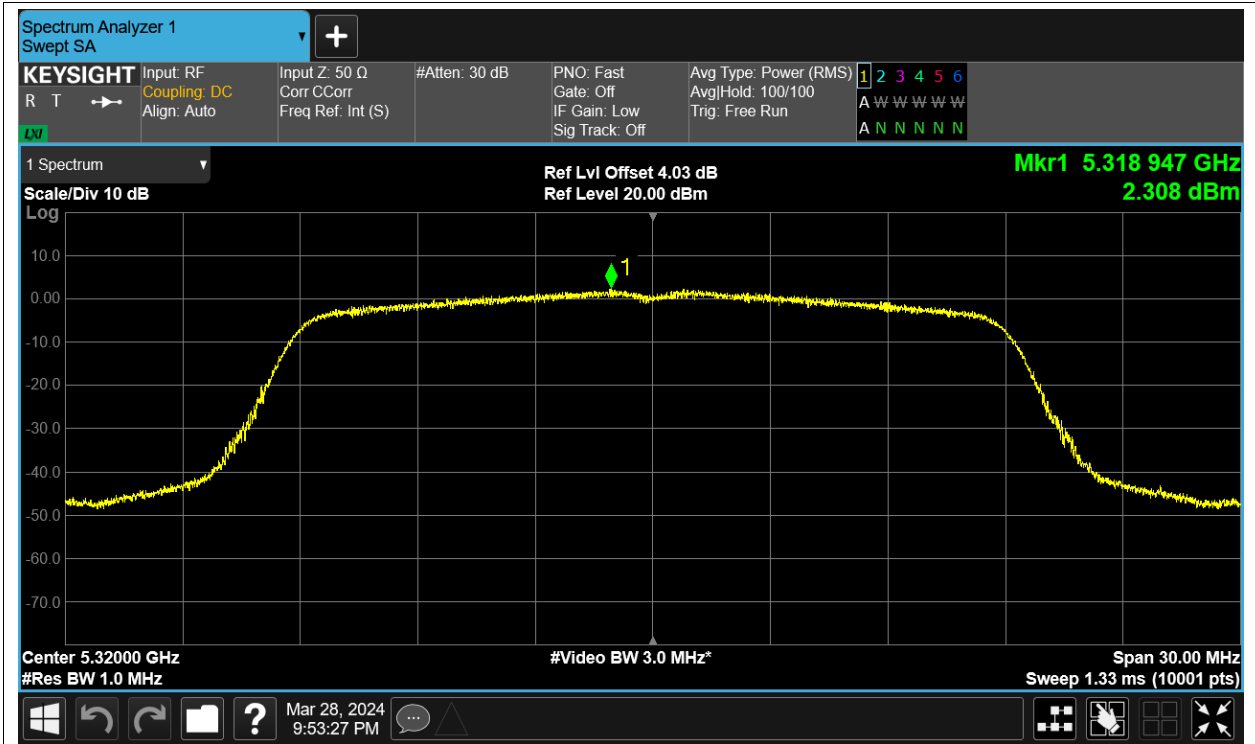 Spectrum Analyzer 1
Swept SA
KEYSIGHT
R T
LXI
Input: RF
Coupling: DC
Align: Auto
Input Z: 50 Ω
Corr CCorr
Freq Ref: Int (S)
#Atten: 30 dB
PNO: Fast
Gate: Off
IF Gain: Low
Sig Track: Off
Avg Type: Power (RMS)
Avg|Hold: 100/100
Trig: Free Run
1 2 3 4 5 6
A W W W W W
A N N N N N
1 Spectrum
Scale/Div 10 dB
Log
Ref Lvl Offset 4.03 dB
Ref Level 20.00 dBm
Mkr1 5.318 947 GHz
2.308 dBm
1
10.0
0.00
-10.0
-20.0
-30.0
-40.0
-50.0
-60.0
-70.0
Center 5.32000 GHz
#Res BW 1.0 MHz
#Video BW 3.0 MHz*
Span 30.00 MHz
Sweep 1.33 ms (10001 pts)
?
Mar 28, 2024
9:53:27 PM